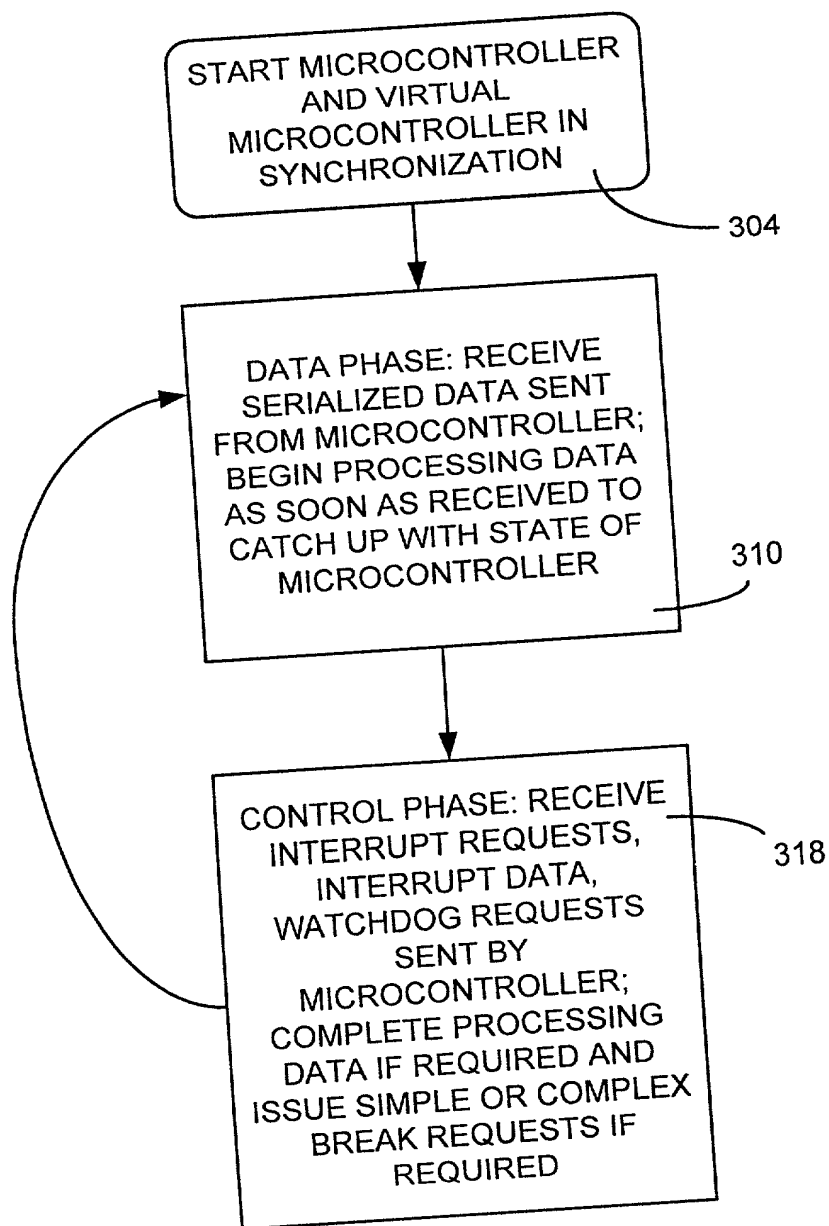 START MICROCONTROLLER
AND VIRTUAL
MICROCONTROLLER IN
SYNCHRONIZATION
304
DATA PHASE: RECEIVE
SERIALIZED DATA SENT
FROM MICROCONTROLLER;
BEGIN PROCESSING DATA
AS SOON AS RECEIVED TO
CATCH UP WITH STATE OF
MICROCONTROLLER
310
CONTROL PHASE: RECEIVE
INTERRUPT REQUESTS,
INTERRUPT DATA,
WATCHDOG REQUESTS
SENT BY
MICROCONTROLLER;
COMPLETE PROCESSING
DATA IF REQUIRED AND
ISSUE SIMPLE OR COMPLEX
BREAK REQUESTS IF
REQUIRED
318